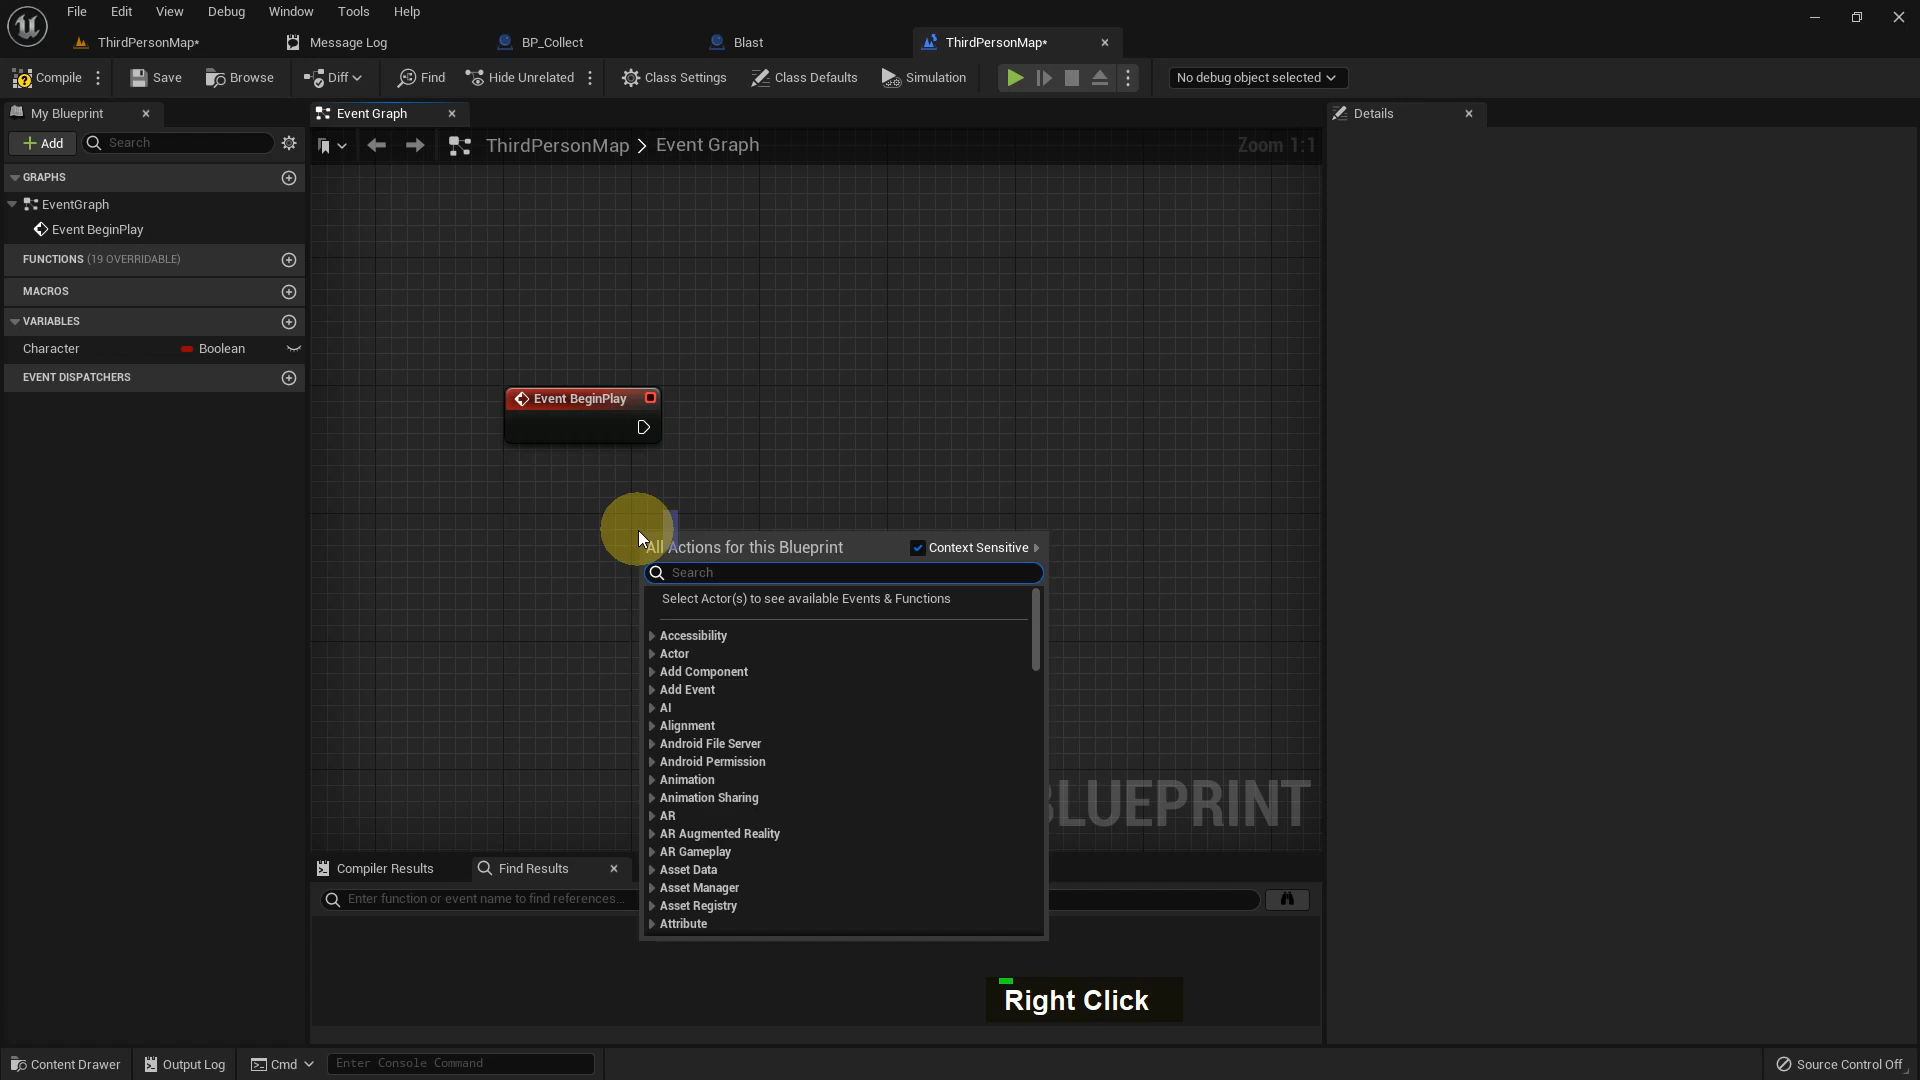 File Edit View Debug Window Tools Help
ThirdPersonMap* Message Log BP_Collect Blast ThirdPersonMap*
Compile Save Browse Diff Find Hide Unrelated Class Settings Class Defaults Simulation No debug object selected
My Blueprint Event Graph Details
Add Search ThirdPersonMap > Event Graph Zoom 1:1
GRAPHS
EventGraph
Event BeginPlay
FUNCTIONS (19 OVERRIDABLE)
MACROS
VARIABLES
Character Boolean
EVENT DISPATCHERS
Event BeginPlay
All Actions for this Blueprint Context Sensitive
Search
Select Actor(s) to see available Events & Functions
Accessibility
Actor
Add Component
Add Event
AI
Alignment
Android File Server
Android Permission
Animation
Animation Sharing
AR
AR Augmented Reality
AR Gameplay
Asset Data
Asset Manager
Asset Registry
Attribute
BLUEPRINT
Compiler Results Find Results
Enter function or event name to find references...
Right Click
Content Drawer Output Log Cmd Enter Console Command Source Control Off